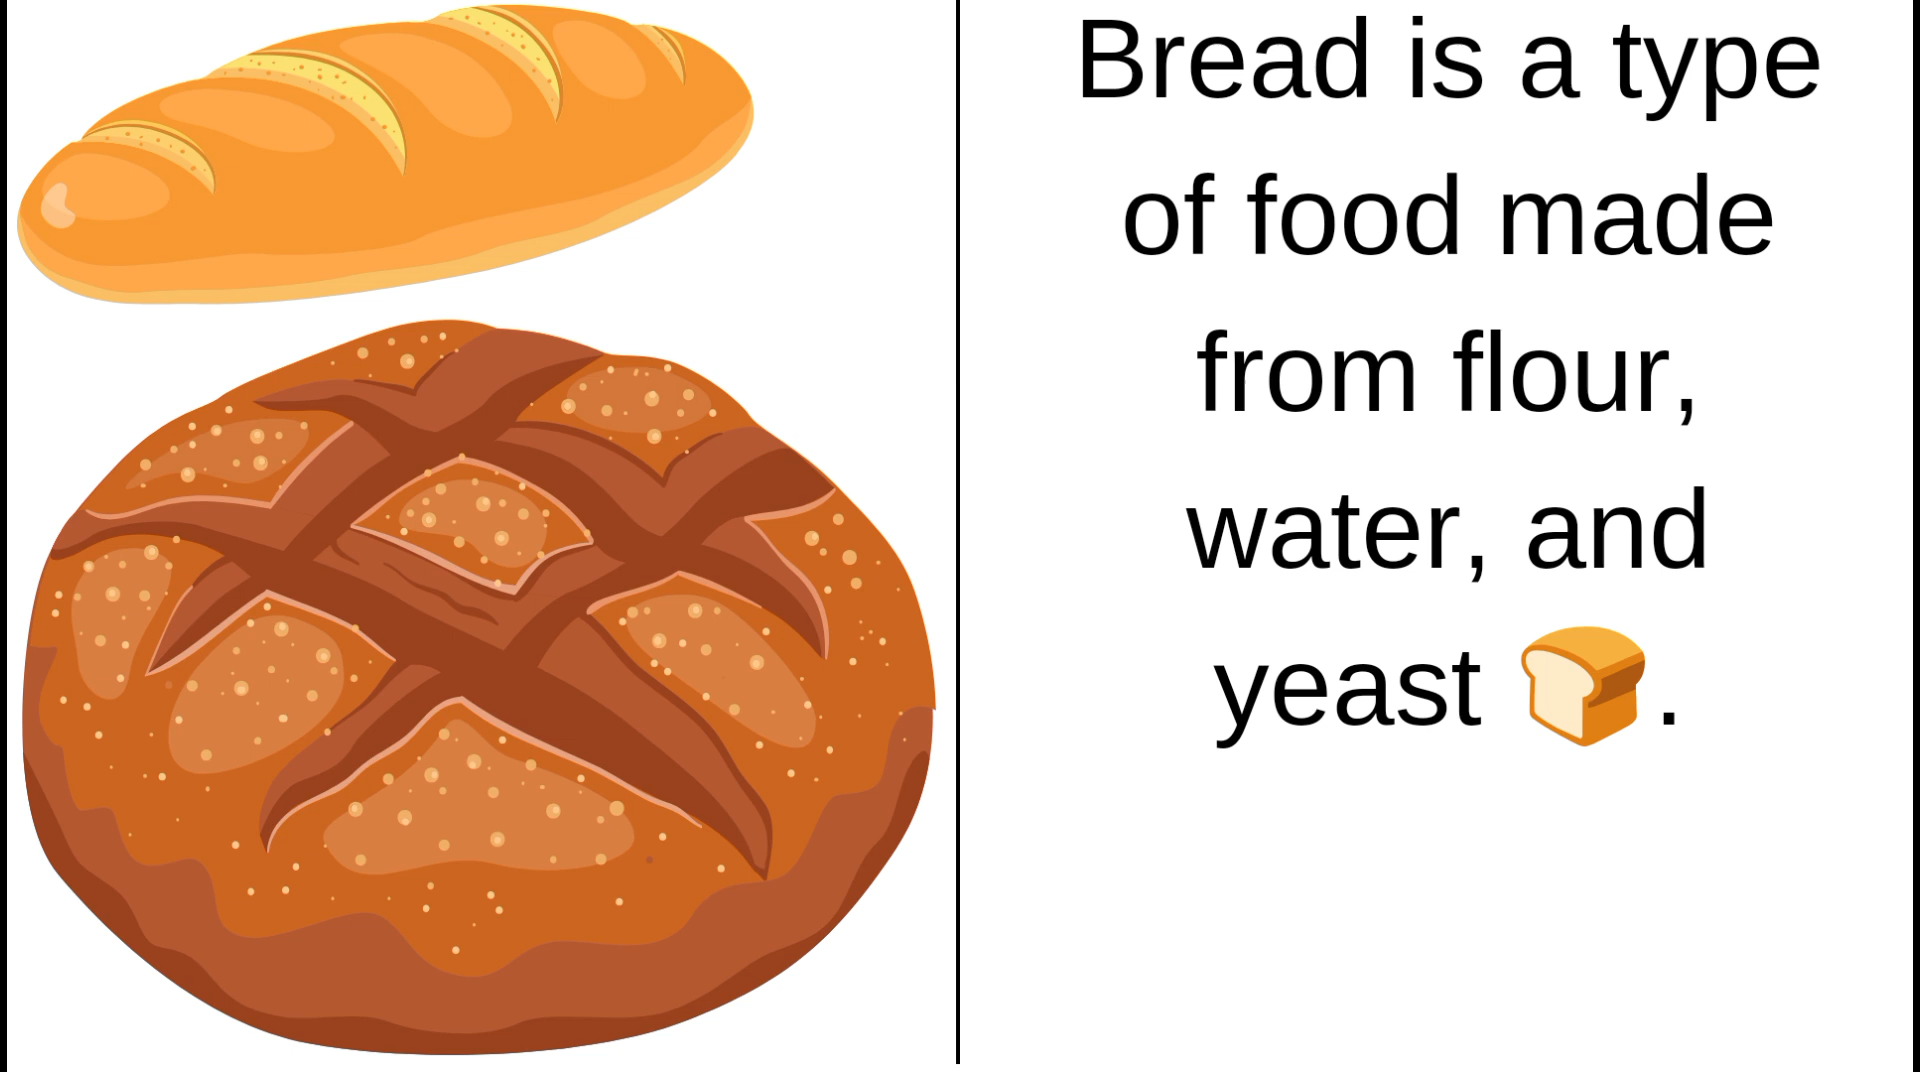 Bread is a type
of food made
from flour,
water, and
yeast 🍞.